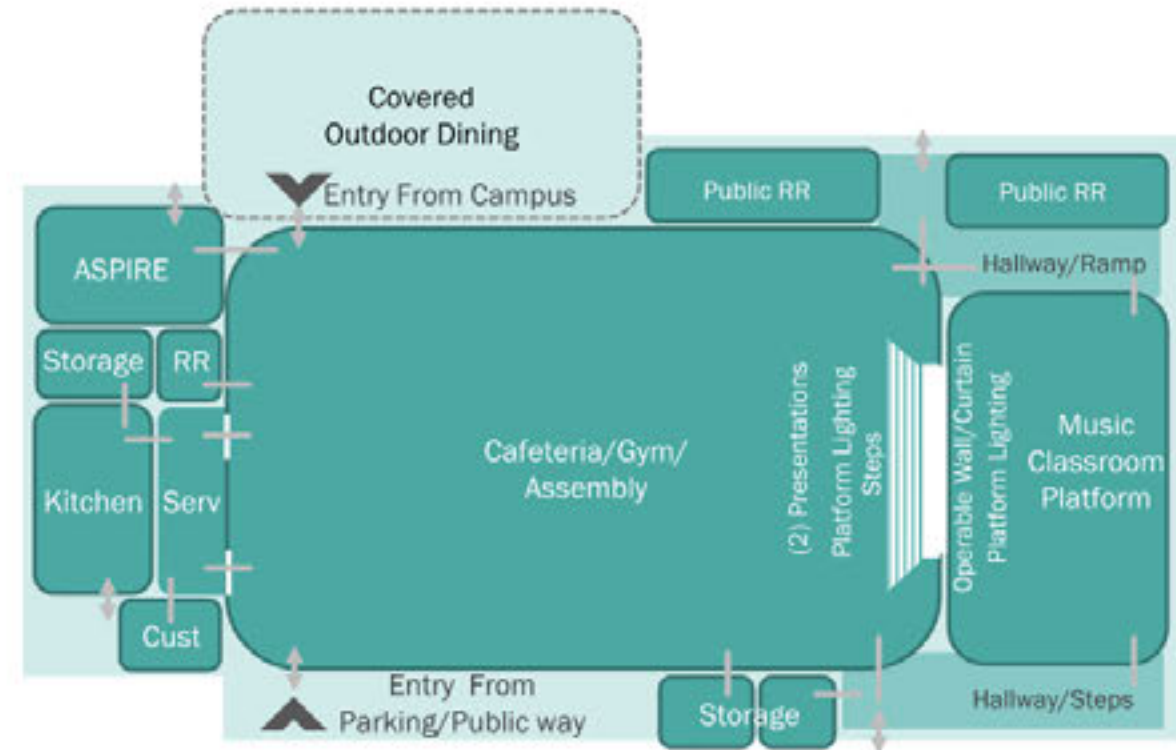 Covered
Outdoor Dining
Entry From Campus
Public RR
Public RR
Hallway/Ramp
ASPIRE
Storage
RR
Kitchen
Serv
Cust
Cafeteria/Gym/
Assembly
(2) Presentations
Platform Lighting
Steps
Operable Wall/Curtain
Platform Lighting
Music
Classroom
Platform
Entry From
Parking/Public way
Storage
Hallway/Steps